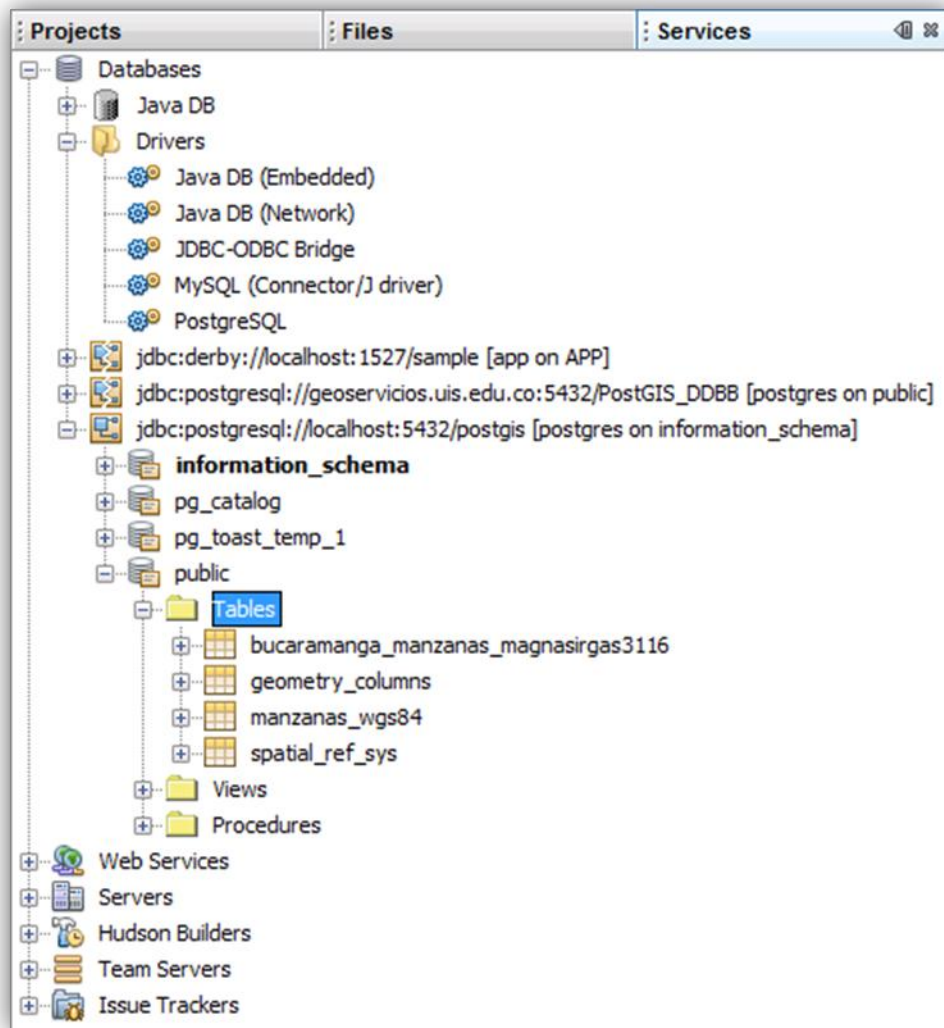 Projects Files Services
Databases
Java DB
Drivers
Java DB (Embedded)
Java DB (Network)
JDBC-ODBC Bridge
MySQL (Connector/J driver)
PostgreSQL
jdbc:derby://localhost:1527/sample [app on APP]
jdbc:postgresql://geoservicios.uis.edu.co:5432/PostGIS_DDBB [postgres on public]
jdbc:postgresql://localhost:5432/postgis [postgres on information_schema]
information_schema
pg_catalog
pg_toast_temp_1
public
Tables
bucaramanga_manzanas_magnasirgas3116
geometry_columns
manzanas_wgs84
spatial_ref_sys
Views
Procedures
Web Services
Servers
Hudson Builders
Team Servers
Issue Trackers